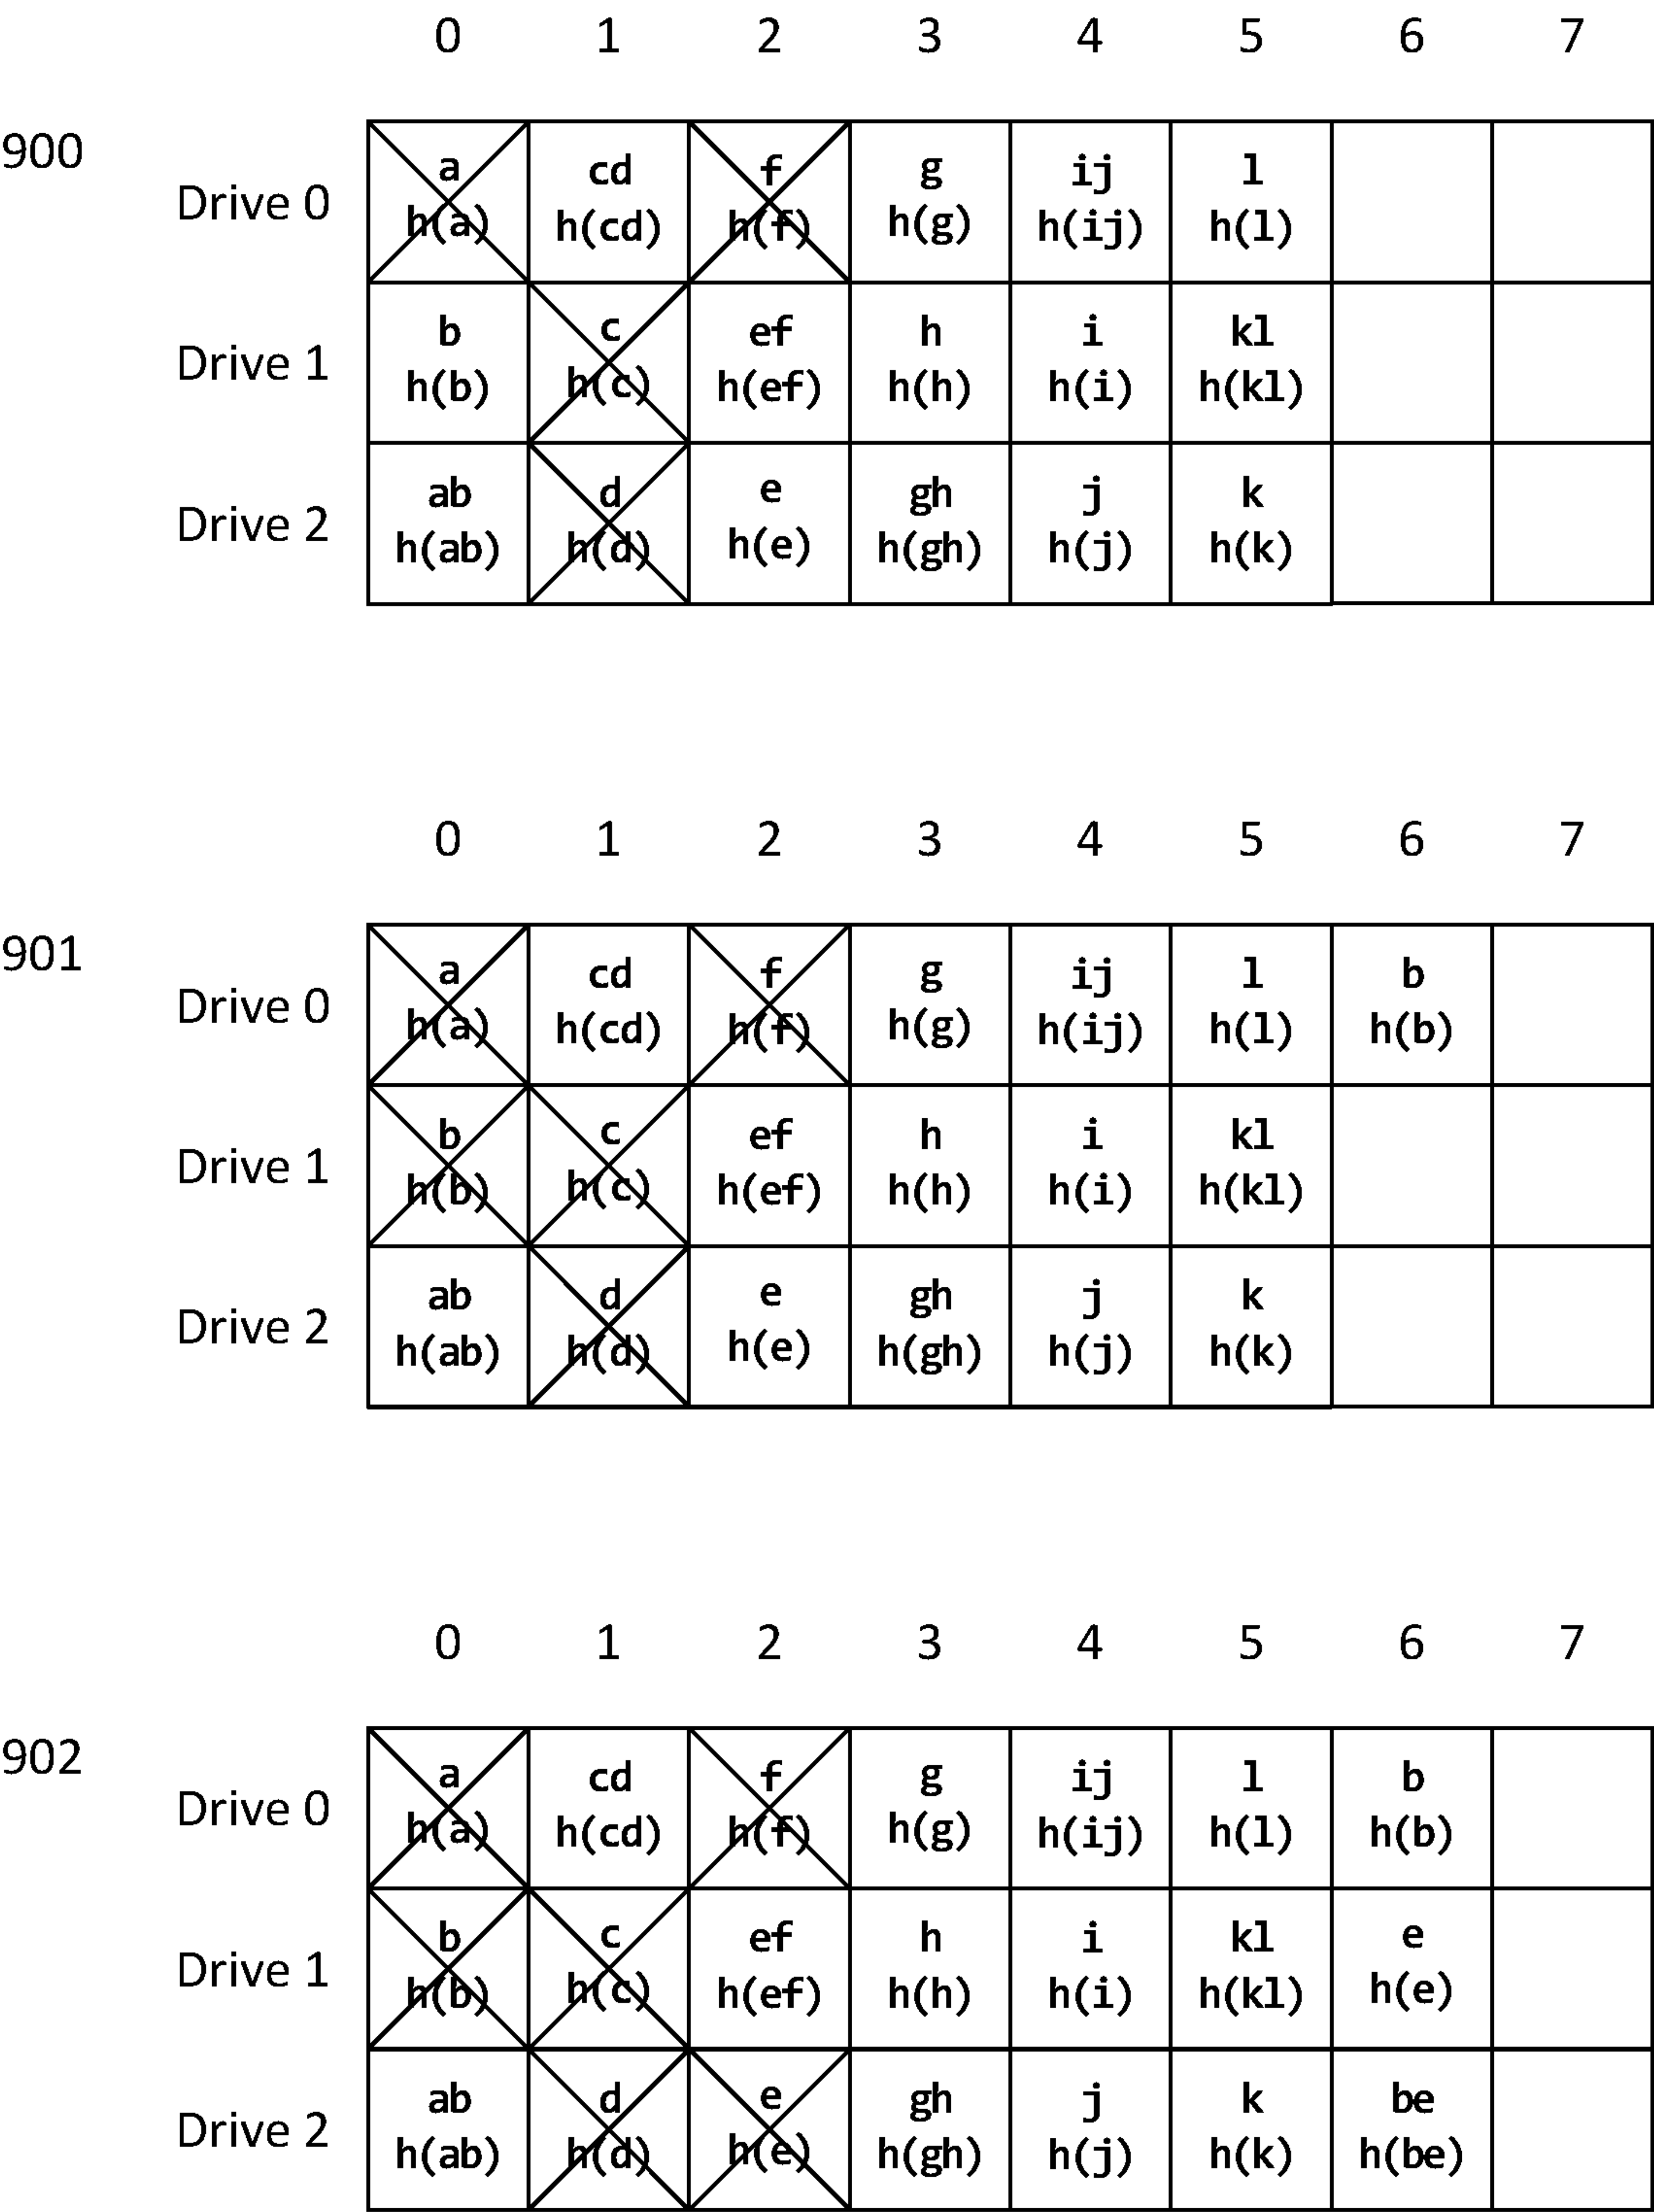 0 1 2 3 4 5 6 7
900
a cd f g ij l
Drive 0
h(a) h(cd) h(f) h(g) h(ij) h(l)
b c ef h i kl
Drive 1
h(b) h(c) h(ef) h(h) h(i) h(kl)
ab d e gh j k
Drive 2
h(ab) h(d) h(e) h(gh) h(j) h(k)
0 1 2 3 4 5 6 7
901
a cd f g ij l b
Drive 0
h(a) h(cd) h(f) h(g) h(ij) h(l) h(b)
b c ef h i kl
Drive 1
h(b) h(c) h(ef) h(h) h(i) h(kl)
ab d e gh j k
Drive 2
h(ab) h(d) h(e) h(gh) h(j) h(k)
0 1 2 3 4 5 6 7
902
a cd f g ij l b
Drive 0
h(a) h(cd) h(f) h(g) h(ij) h(l) h(b)
b c ef h i kl e
Drive 1
h(b) h(c) h(ef) h(h) h(i) h(kl) h(e)
ab d e gh j k be
Drive 2
h(ab) h(d) h(e) h(gh) h(j) h(k) h(be)